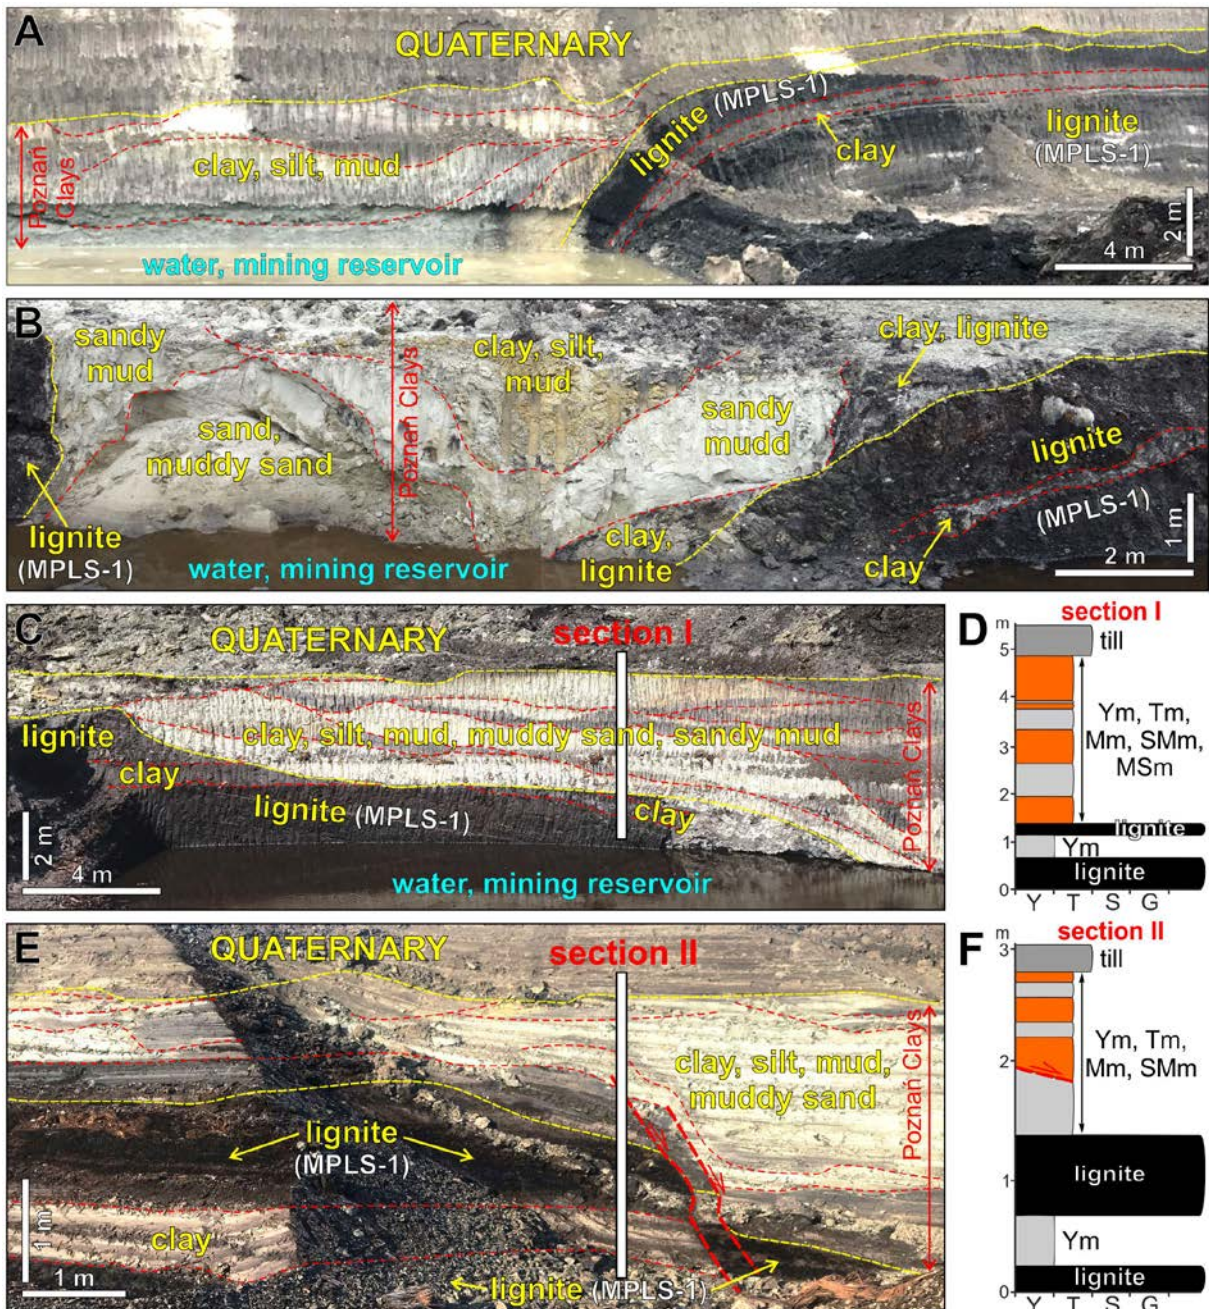 A
QUATERNARY
Poznań
Clays
clay, silt, mud
lignite (MPLS-1)
clay
lignite
(MPLS-1)
water, mining reservoir
2 m
4 m
B
sandy
mud
sand,
muddy sand
Poznań Clays
clay, silt,
mud
clay, lignite
sandy
mudd
lignite
(MPLS-1)
lignite
(MPLS-1)
clay,
lignite
clay
water, mining reservoir
1 m
2 m
C
QUATERNARY
section I
lignite
clay, silt, mud, muddy sand, sandy mud
clay
lignite (MPLS-1)
clay
Poznań Clays
2 m
4 m
water, mining reservoir
D
section I
m
5
till
4
Ym, Tm,
Mm, SMm,
MSm
3
2
lignite
1
Ym
lignite
0
Y T S G
E
QUATERNARY
section II
clay, silt, mud,
muddy sand
Poznań Clays
lignite
(MPLS-1)
clay
1 m
1 m
lignite (MPLS-1)
F
section II
m
3
till
Ym, Tm,
Mm, SMm
2
lignite
1
Ym
lignite
0
Y T S G